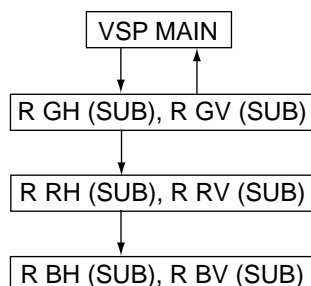 VSP MAIN
R GH (SUB), R GV (SUB)
R RH (SUB), R RV (SUB)
R BH (SUB), R BV (SUB)